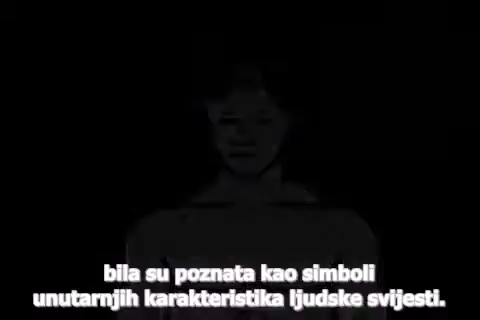 bila su poznata kao simboli
unutarnjih karakteristika ljudske svijesti.